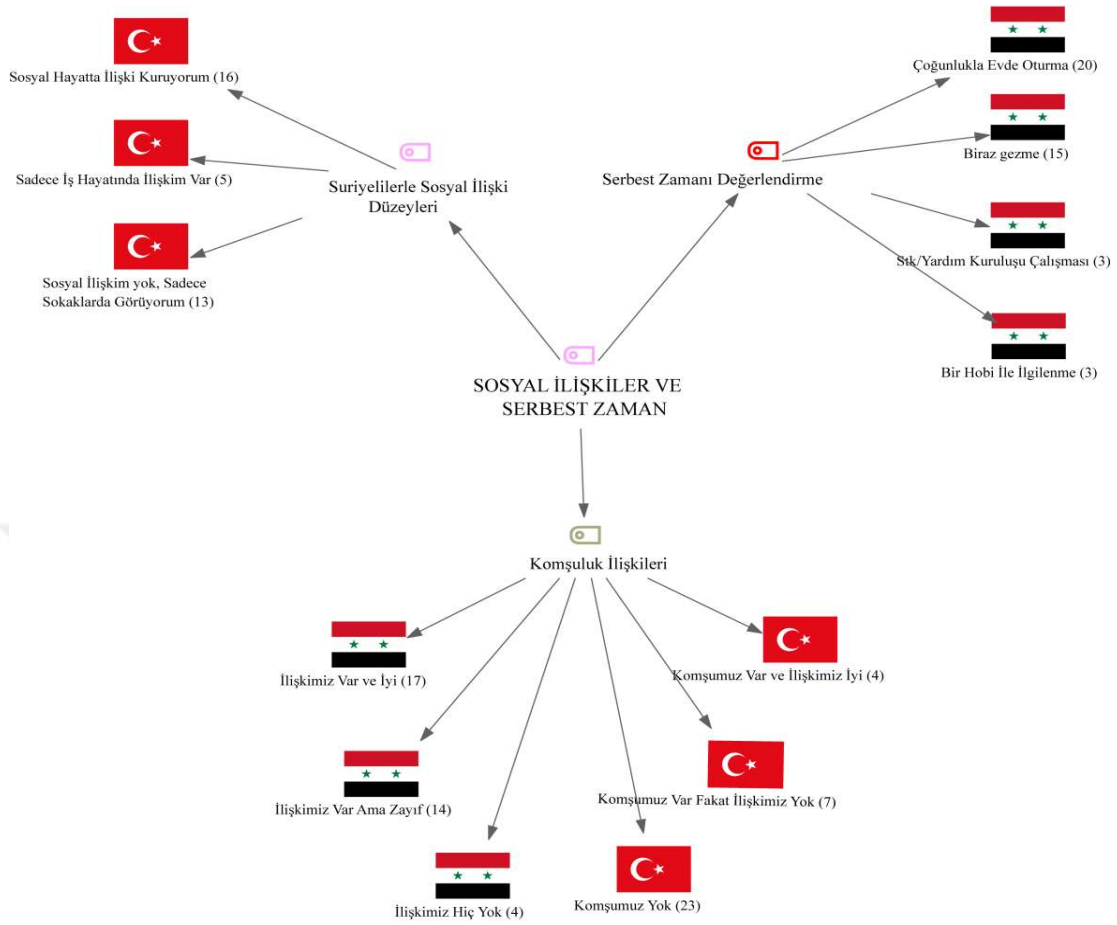 Sosyal Hayatta İlişki Kuruyorum (16)
Sadece İş Hayatında İlişkim Var (5)
Sosyal İlişkim yok, Sadece
Sokaklarda Görüyorum (13)
Suriyelilerle Sosyal İlişki
Düzeyleri
Serbest Zamanı Değerlendirme
Çoğunlukla Evde Oturma (20)
Biraz gezme (15)
Stk/Yardım Kuruluşu Çalışması (3)
Bir Hobi İle İlgilenme (3)
SOSYAL İLİŞKİLER VE
SERBEST ZAMAN
Komşuluk İlişkileri
İlişkimiz Var ve İyi (17)
İlişkimiz Var Ama Zayıf (14)
İlişkimiz Hiç Yok (4)
Komşumuz Yok (23)
Komşumuz Var Fakat İlişkimiz Yok (7)
Komşumuz Var ve İlişkimiz İyi (4)